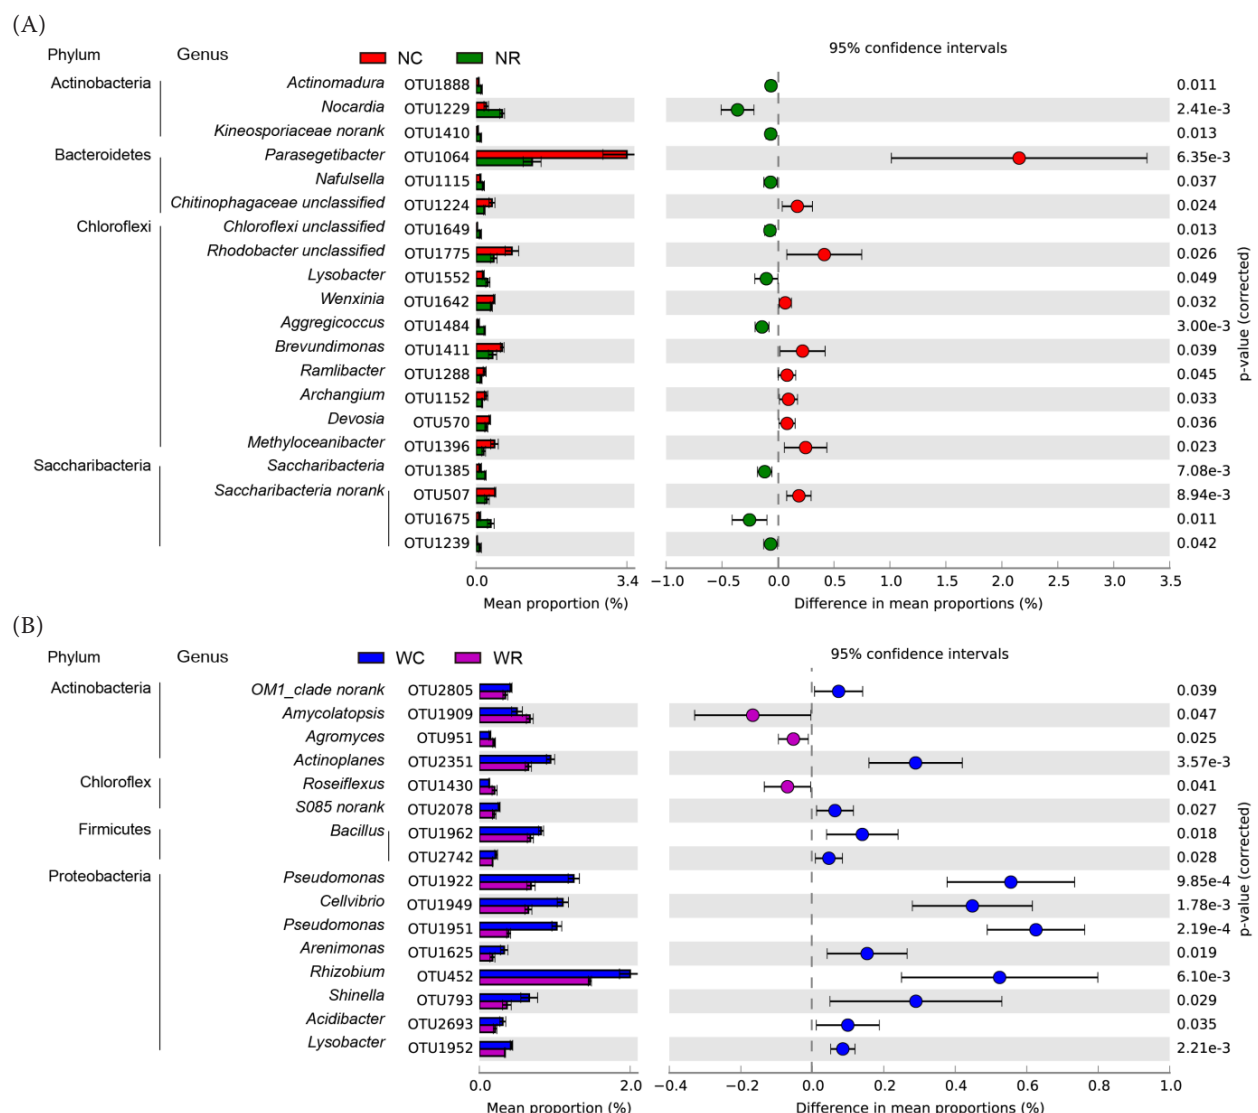 (A)
Phylum Genus NC NR 95% confidence intervals
Actinobacteria Actinomadura OTU1888 0.011
Nocardia OTU1229 2.41e-3
Kineosporiaceae norank OTU1410 0.013
Bacteroidetes Parasegetibacter OTU1064 6.35e-3
Nafulsella OTU1115 0.037
Chitinophagaceae unclassified OTU1224 0.024
Chloroflexi Chloroflexi unclassified OTU1649 0.013
Rhodobacter unclassified OTU1775 0.026
Lysobacter OTU1552 0.049
Wenxinia OTU1642 0.032
Aggregicoccus OTU1484 3.00e-3
Brevundimonas OTU1411 0.039
Ramlibacter OTU1288 0.045
Archangium OTU1152 0.033
Devosia OTU570 0.036
Methyloceanibacter OTU1396 0.023
Saccharibacteria Saccharibacteria OTU1385 7.08e-3
Saccharibacteria norank OTU507 8.94e-3
OTU1675 0.011
OTU1239 0.042
p-value (corrected)
0.0 3.4 −1.0 −0.5 0.0 0.5 1.0 1.5 2.0 2.5 3.0 3.5
Mean proportion (%) Difference in mean proportions (%)
(B)
Phylum Genus WC WR 95% confidence intervals
Actinobacteria OM1_clade norank OTU2805 0.039
Amycolatopsis OTU1909 0.047
Agromyces OTU951 0.025
Actinoplanes OTU2351 3.57e-3
Chloroflex Roseiflexus OTU1430 0.041
S085 norank OTU2078 0.027
Firmicutes Bacillus OTU1962 0.018
OTU2742 0.028
Proteobacteria Pseudomonas OTU1922 9.85e-4
Cellvibrio OTU1949 1.78e-3
Pseudomonas OTU1951 2.19e-4
Arenimonas OTU1625 0.019
Rhizobium OTU452 6.10e-3
Shinella OTU793 0.029
Acidibacter OTU2693 0.035
Lysobacter OTU1952 2.21e-3
p-value (corrected)
0.0 2.0 −0.4 −0.2 0.0 0.2 0.4 0.6 0.8 1.0
Mean proportion (%) Difference in mean proportions (%)